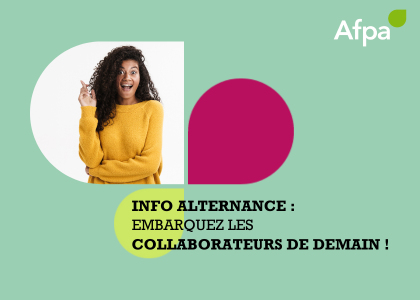 Afpa
INFO ALTERNANCE :
EMBARQUEZ LES
COLLABORATEURS DE DEMAIN !